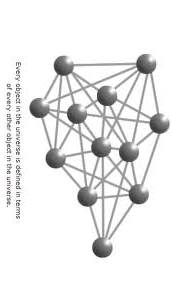 Every object in the universe is defined in terms
of every other object in the universe.